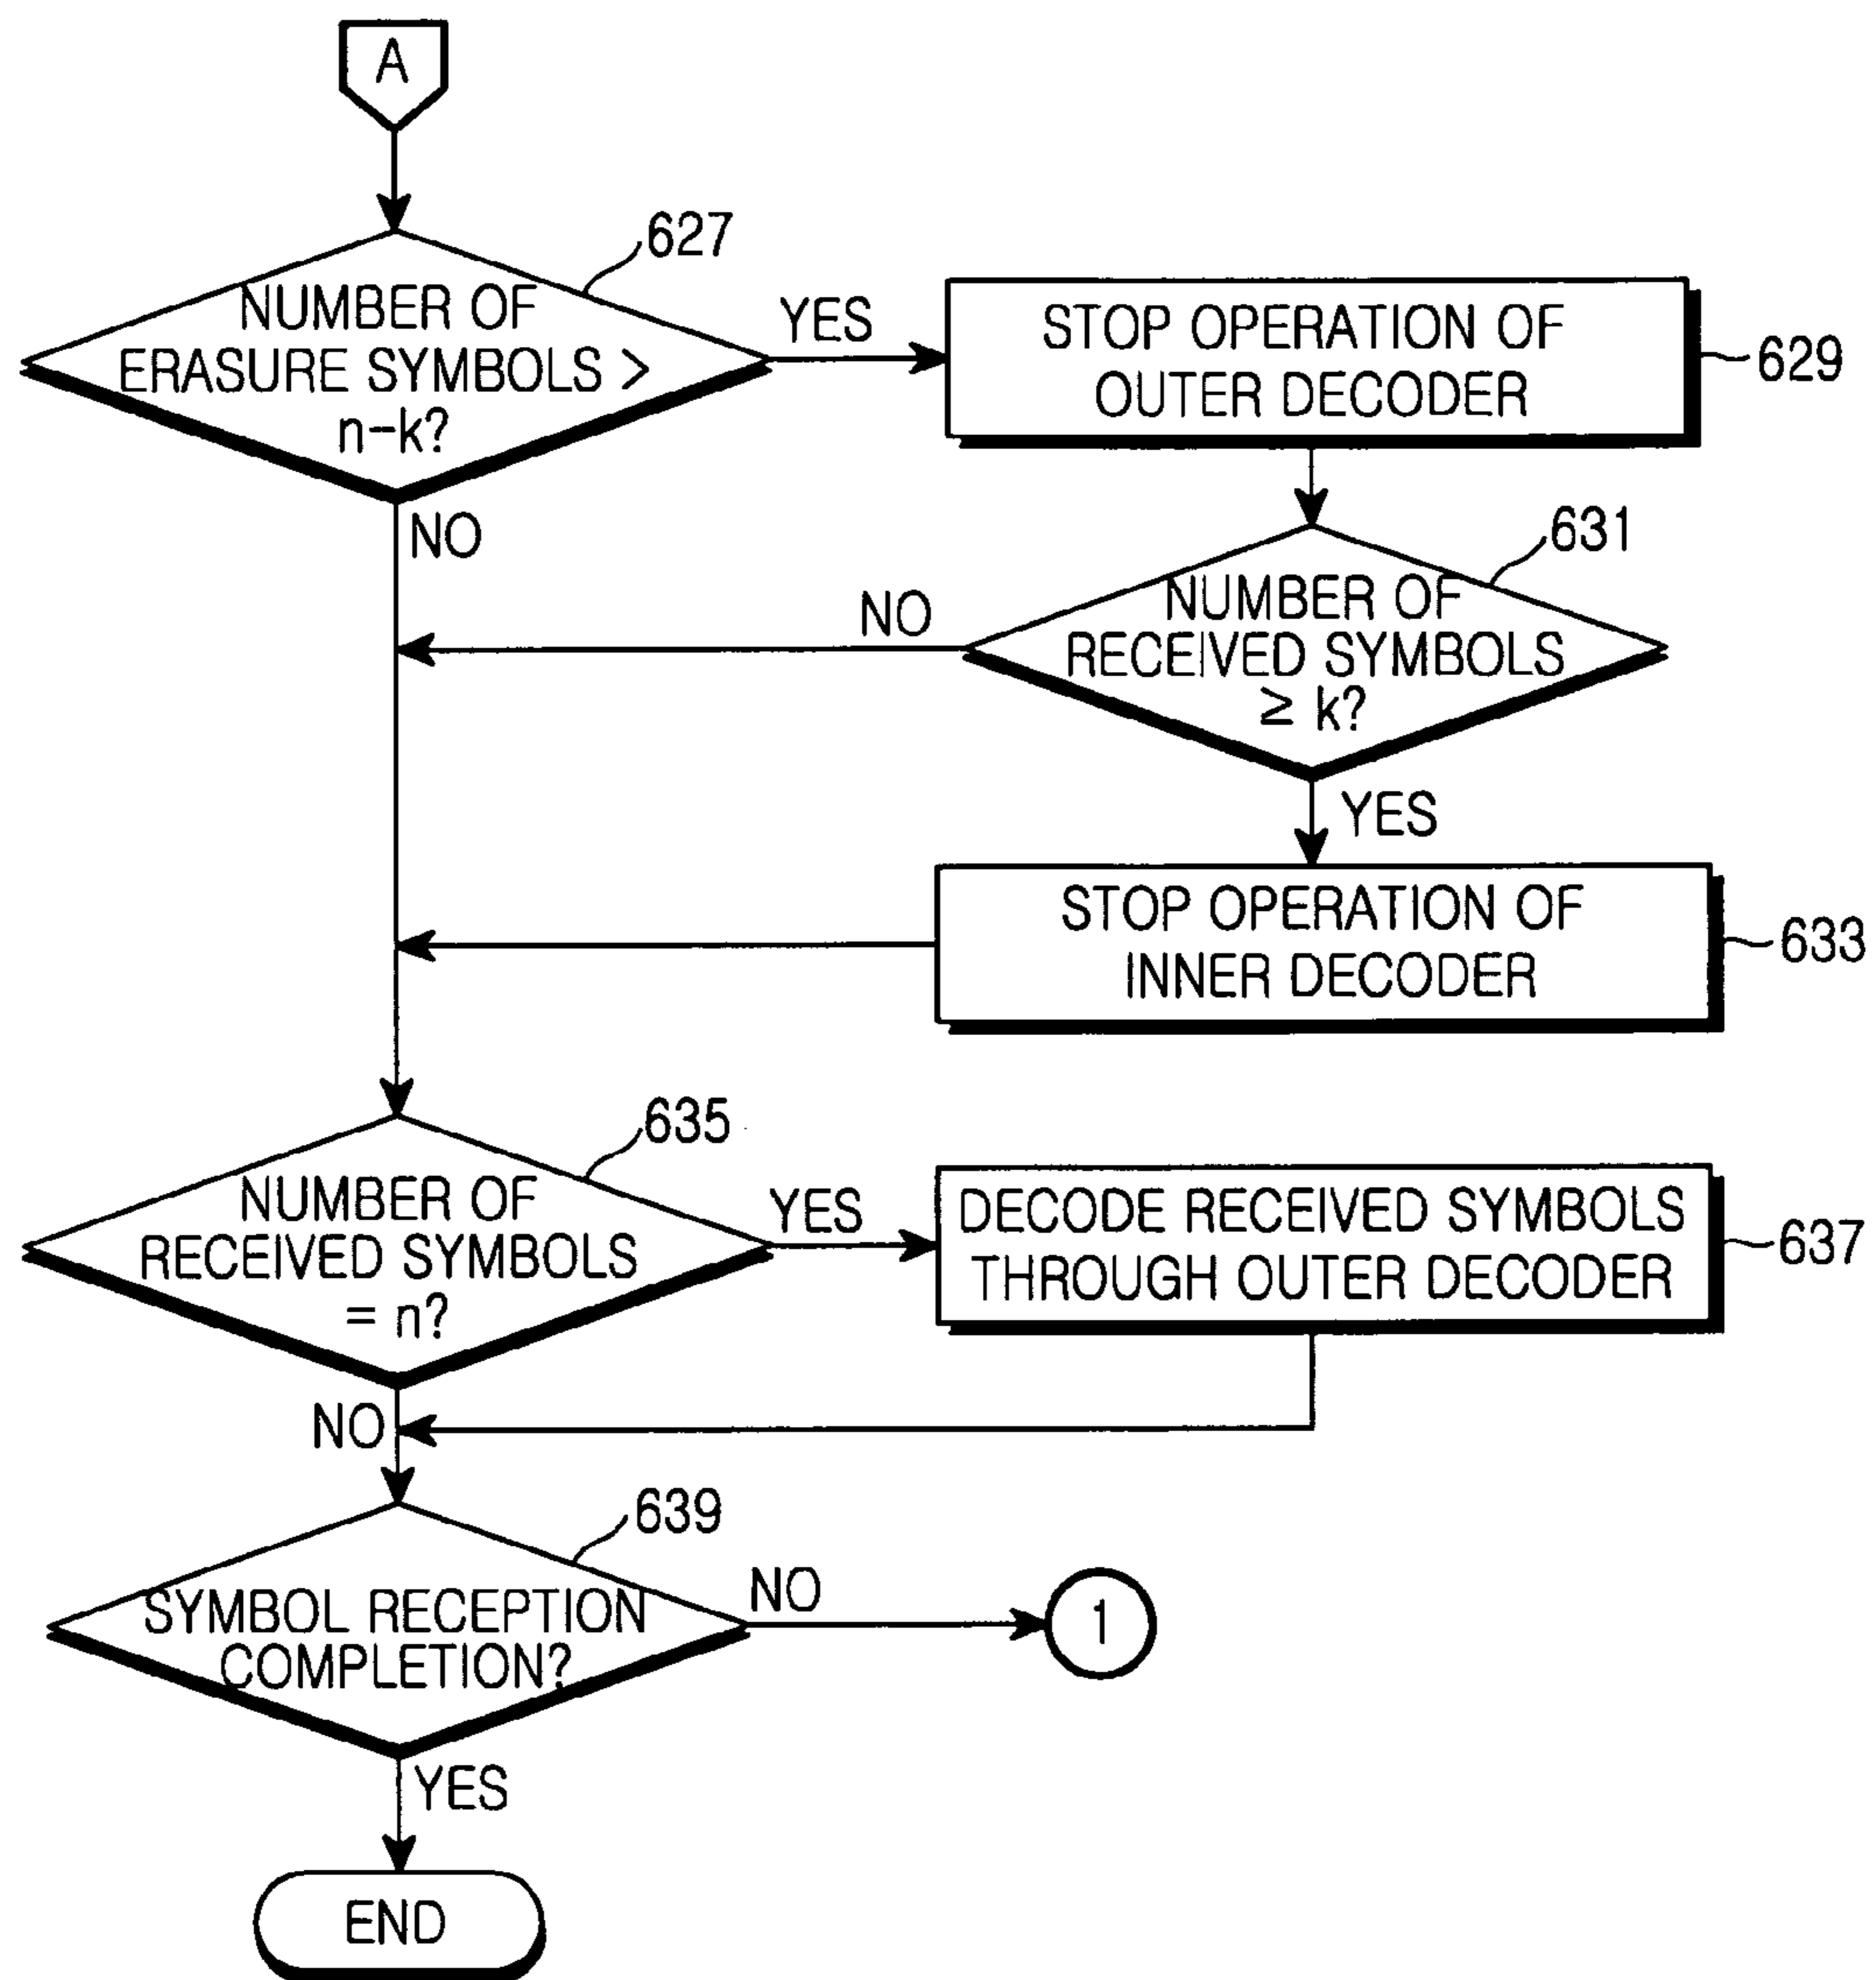 A
627
NUMBER OF
ERASURE SYMBOLS >
n-k?
YES
STOP OPERATION OF
OUTER DECODER
629
NO
631
NUMBER OF
RECEIVED SYMBOLS
≥ k?
NO
YES
STOP OPERATION OF
INNER DECODER
633
635
NUMBER OF
RECEIVED SYMBOLS
= n?
YES
DECODE RECEIVED SYMBOLS
THROUGH OUTER DECODER
637
NO
639
SYMBOL RECEPTION
COMPLETION?
NO
1
YES
END